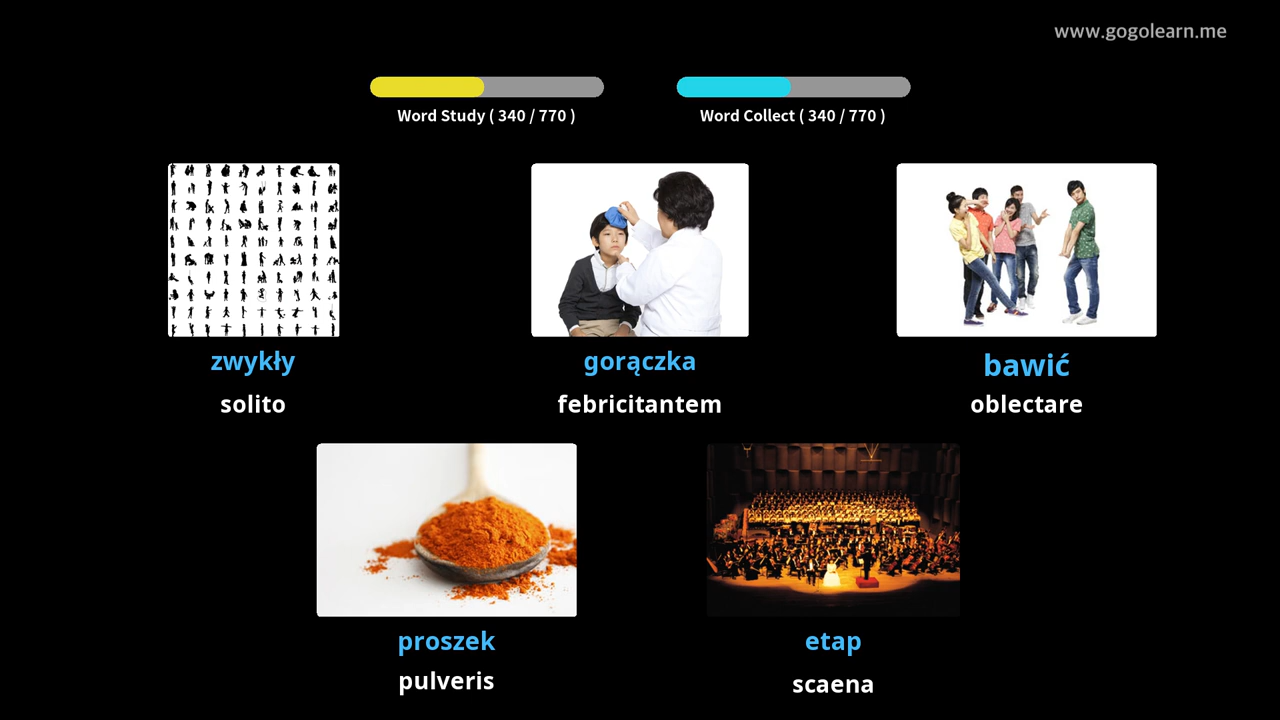 www.gogolearn.me
Word Study ( 340 / 770 )
Word Collect ( 340 / 770 )
zwykły
solito
gorączka
febricitantem
bawić
oblectare
proszek
pulveris
etap
scaena